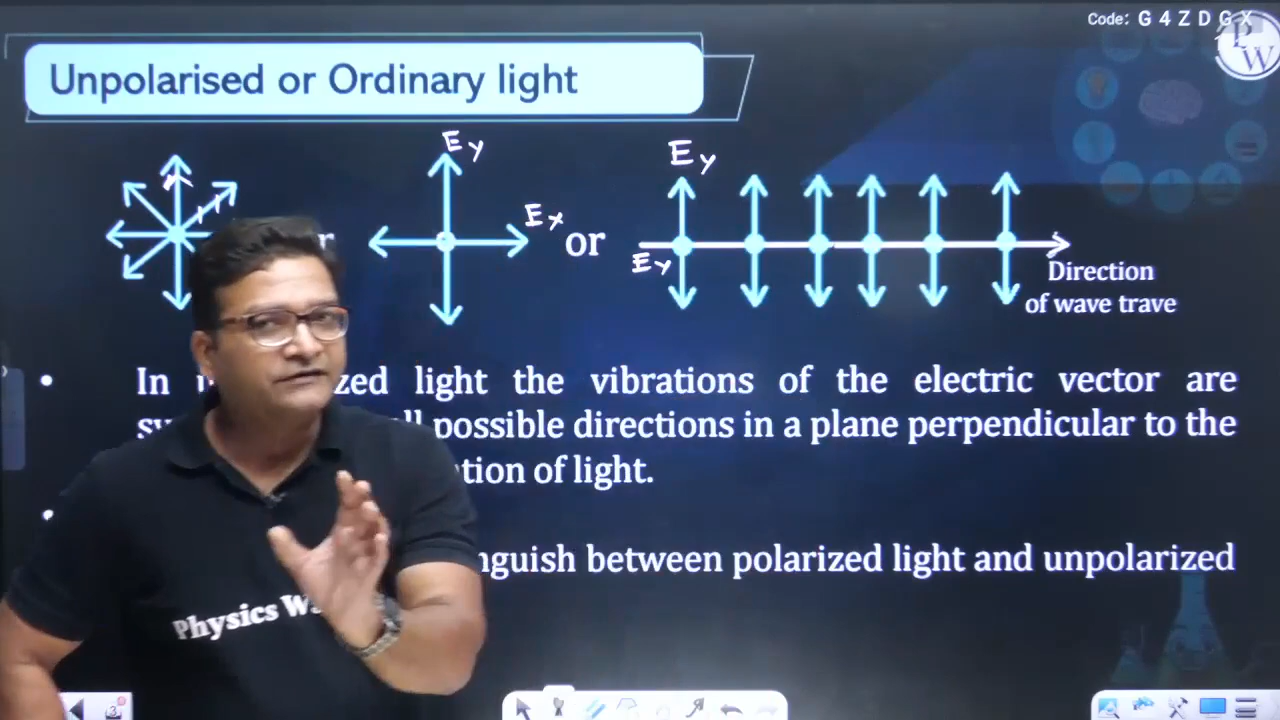 Code: G 4 Z D G X
PW
Unpolarised or Ordinary light
Ey
Ex or
Ey
Ey
Direction
of wave trave
In zed light the vibrations of the electric vector are
possible directions in a plane perpendicular to the
of light.
between polarized light and unpolarized
Physics